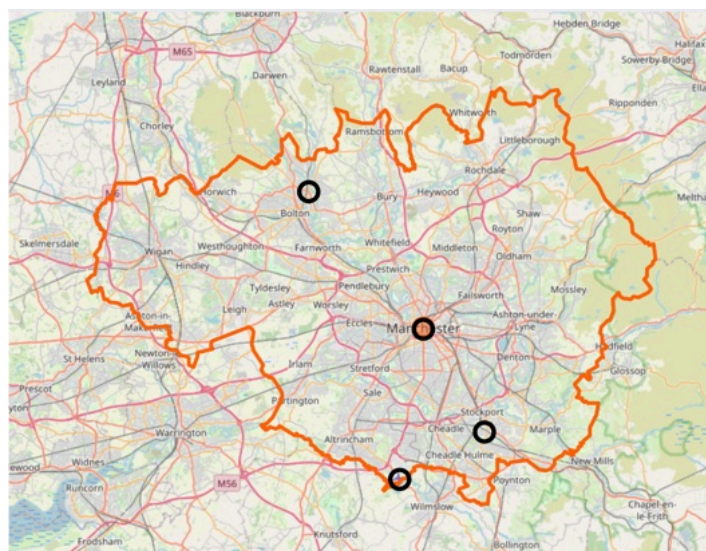 Blackburn
Hebden Bridge
Halifax
M65
Todmorden
Sowerby Bridge
Leyland
Darwen
Rawtenstall
Bacup
Ripponden
Whitworth
Chorley
Ramsbottom
Littleborough
Rochdale
M6
Horwich
Bury
Heywood
Bolton
Shaw
Royton
Skelmersdale
Westhoughton
Whitefield
Middleton
Wigan
Farnworth
Oldham
Hindley
Prestwich
Tyldesley
Pendlebury
Failsworth
Mossley
Leigh
Astley
Worsley
Ashton-in-
Ashton-under-
Lyne
Eccles
Manchester
Hadfield
Newton-
le-Willows
Denton
St Helens
Irlam
Stretford
Glossop
Prescot
Partington
Sale
Stockport
Warrington
Altrincham
Cheadle
Marple
Cheadle Hulme
Widnes
New Mills
M56
Poynton
Runcorn
Wilmslow
Chapel-en-
le-Frith
Knutsford
Frodsham
Bollington